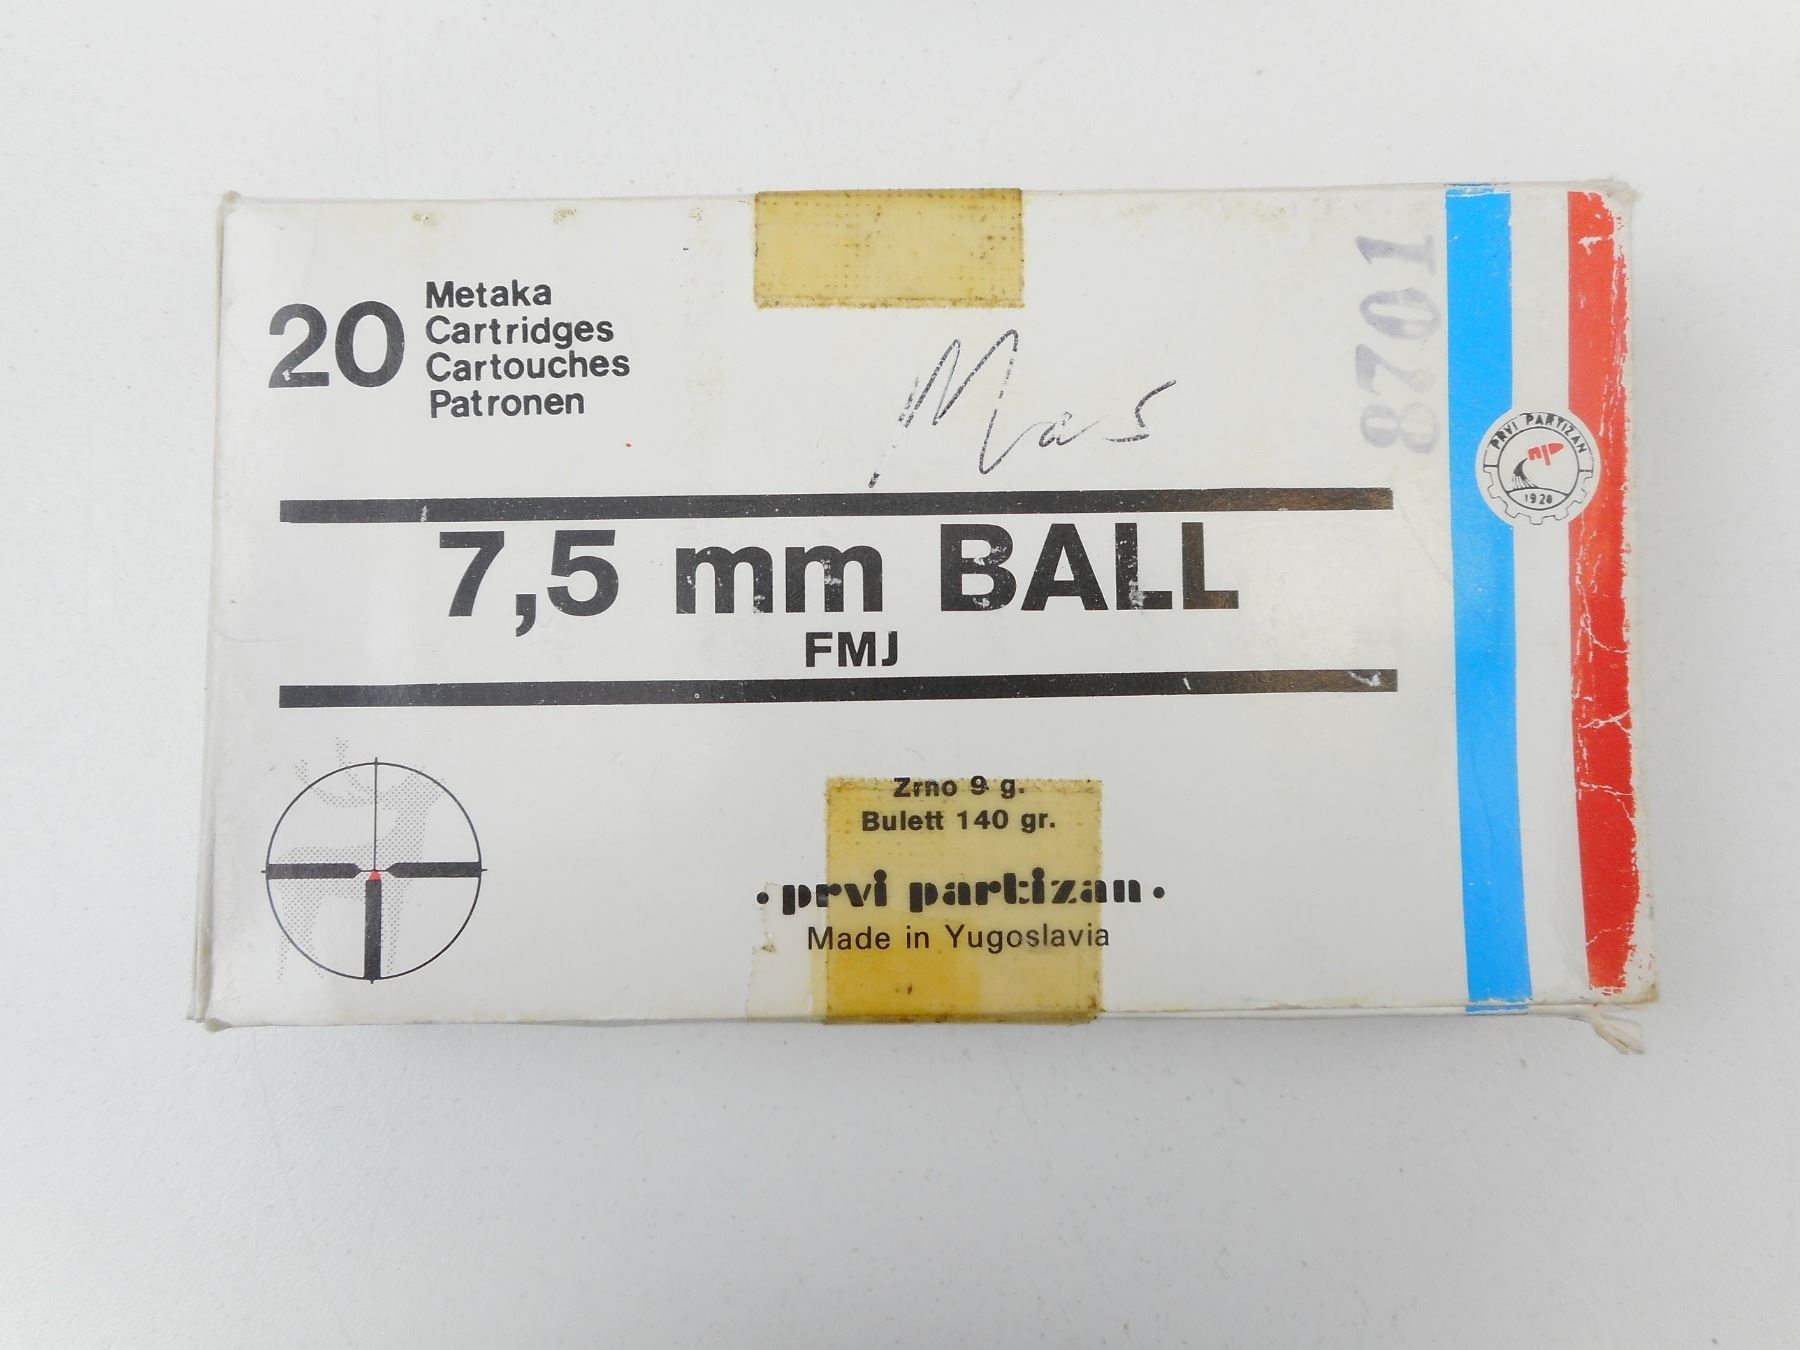 20
Metaka
Cartridges
Cartouches
Patronen
Mas
8701
7,5 mm BALL
FMJ
PRVI PARTIZAN
1928
Zrno 9 g.
Bulett 140 gr.
• prvi partizan •
Made in Yugoslavia